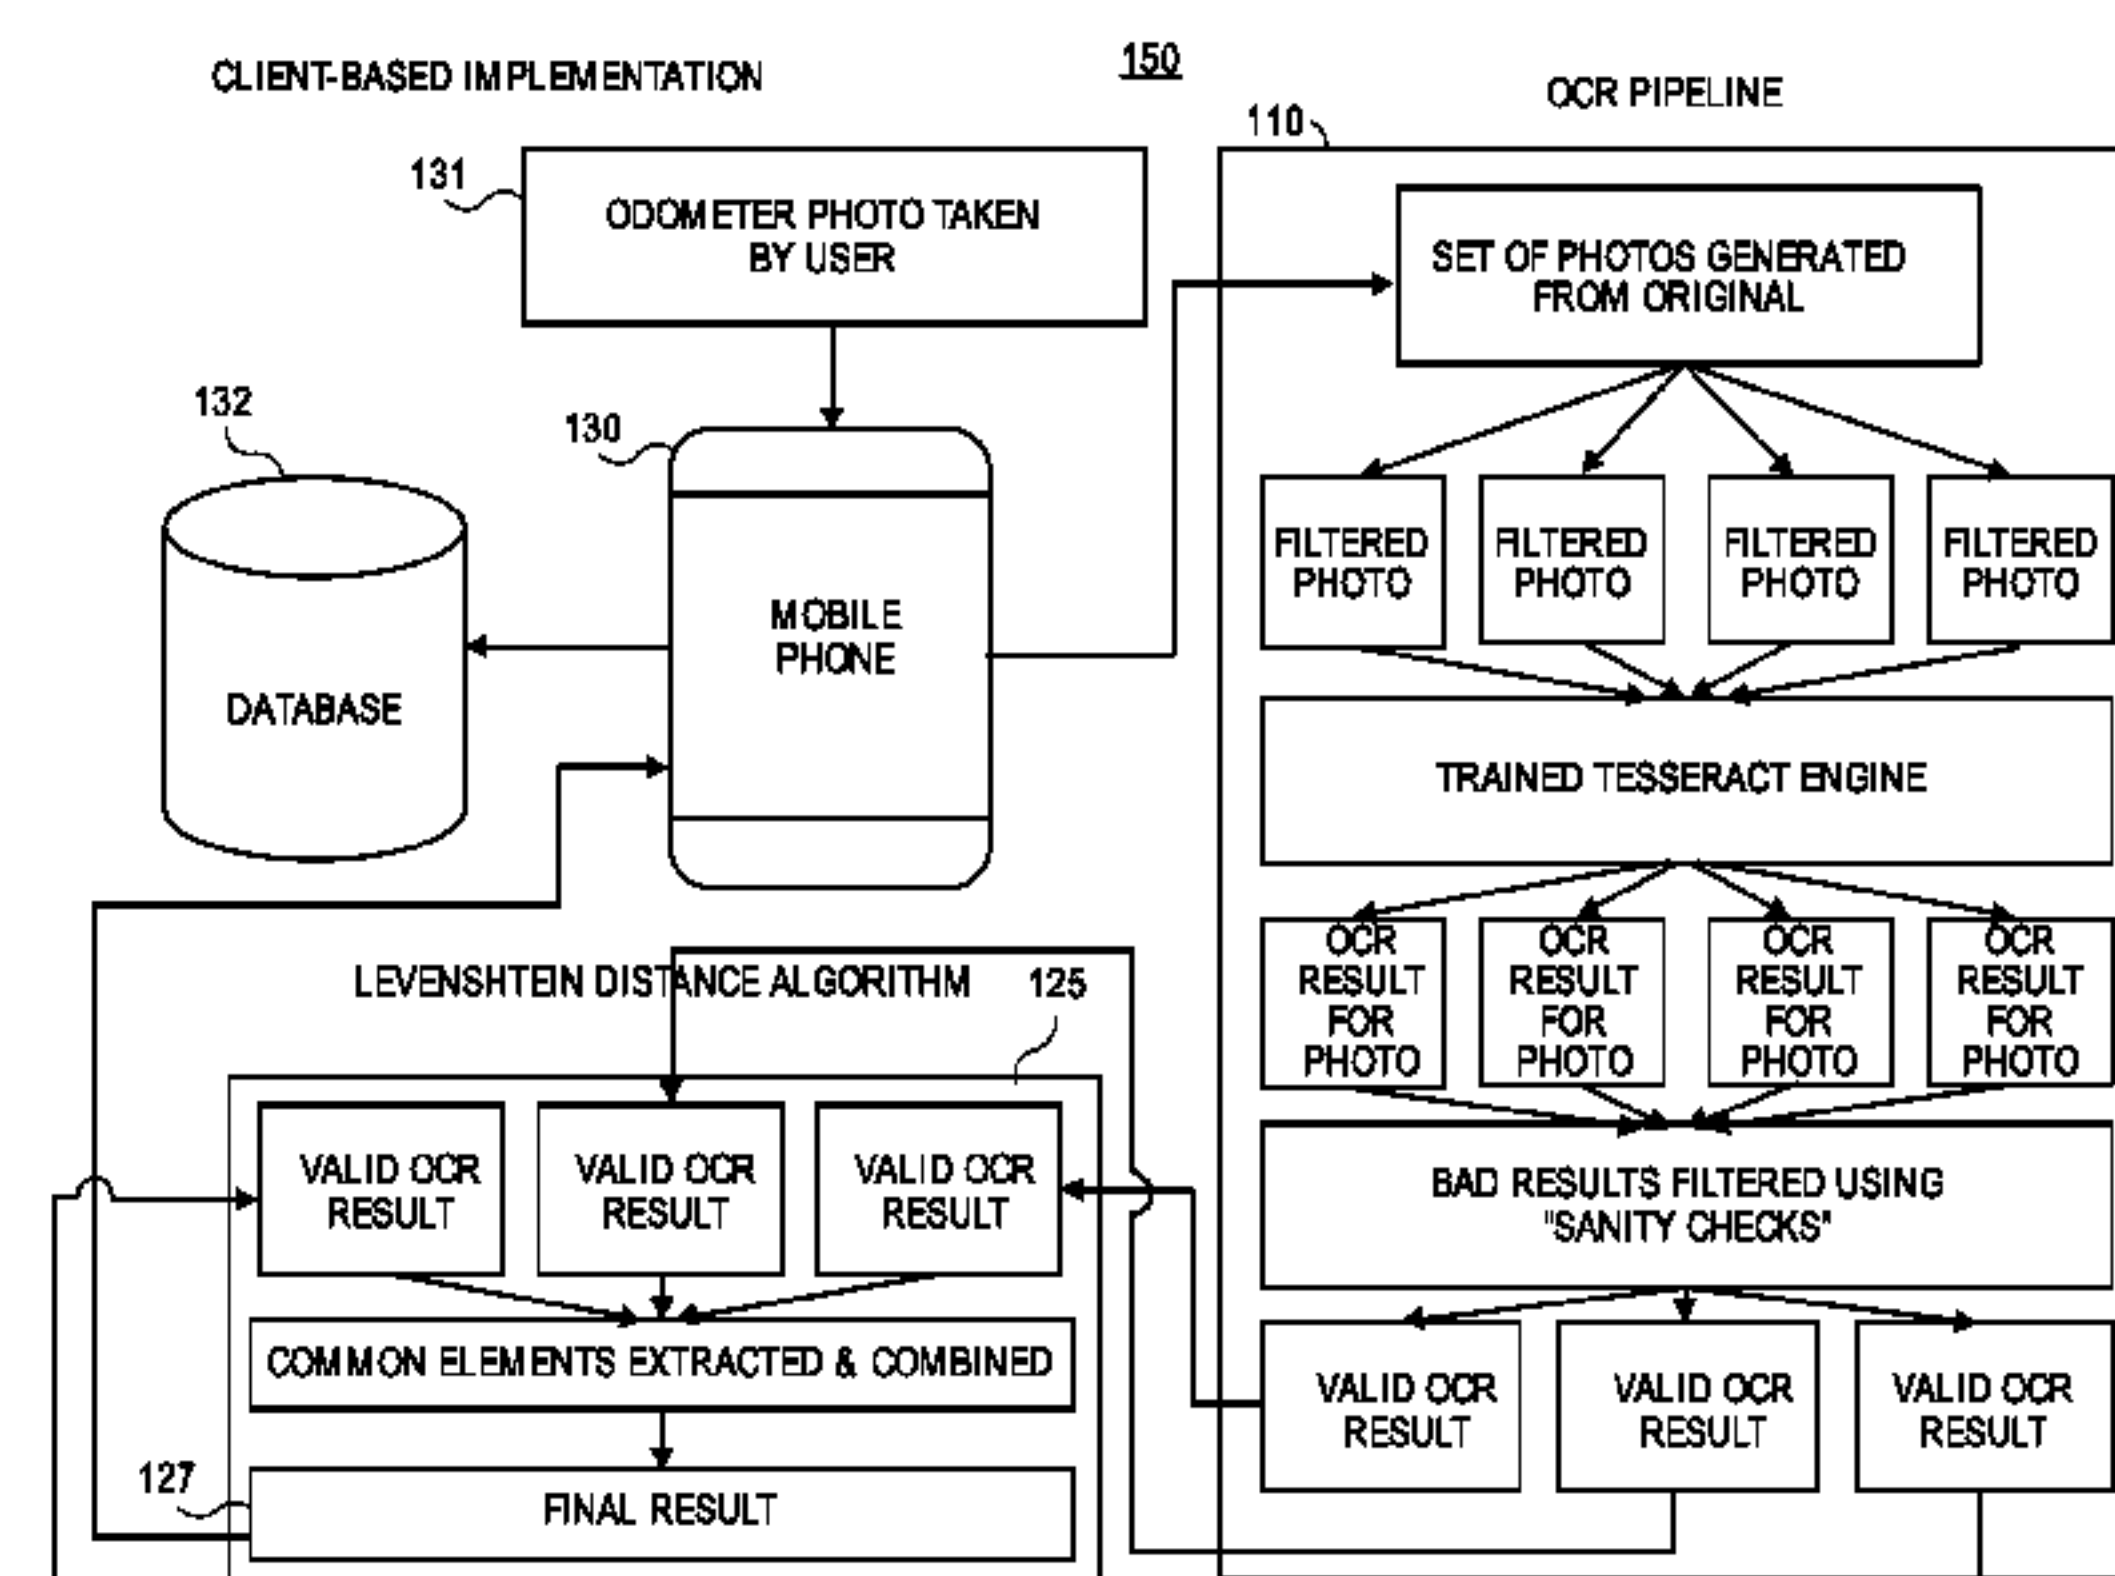 CLIENT-BASED IMPLEMENTATION
150
OCR PIPELINE
110
131
ODOMETER PHOTO TAKEN
BY USER
SET OF PHOTOS GENERATED
FROM ORIGINAL
132
130
DATABASE
MOBILE
PHONE
FILTERED
PHOTO
FILTERED
PHOTO
FILTERED
PHOTO
FILTERED
PHOTO
TRAINED TESSERACT ENGINE
OCR
RESULT
FOR
PHOTO
OCR
RESULT
FOR
PHOTO
OCR
RESULT
FOR
PHOTO
OCR
RESULT
FOR
PHOTO
BAD RESULTS FILTERED USING
"SANITY CHECKS"
VALID OCR
RESULT
VALID OCR
RESULT
VALID OCR
RESULT
LEVENSHTEIN DISTANCE ALGORITHM
125
VALID OCR
RESULT
VALID OCR
RESULT
VALID OCR
RESULT
COMMON ELEMENTS EXTRACTED & COMBINED
127
FINAL RESULT